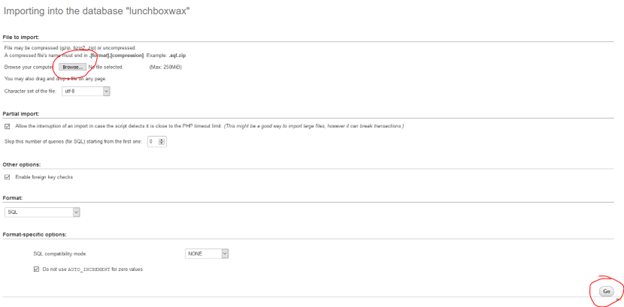 Importing into the database "lunchboxwax"
File to import:
File may be compressed (gzip, bzip2, zip) or uncompressed.
A compressed file's name must end in .[format].[compression]. Example: .sql.zip
Browse your computer: Browse... No file selected. (Max: 256MiB)
You may also drag and drop a file on any page.
Character set of the file: utf-8
Partial import:
Allow the interruption of an import in case the script detects it is close to the PHP timeout limit. (This might be a good way to import large files, however it can break transactions.)
Skip this number of queries (for SQL) starting from the first one: 0
Other options:
Enable foreign key checks
Format:
SQL
Format-specific options:
SQL compatibility mode: NONE
Do not use AUTO_INCREMENT for zero values
Go